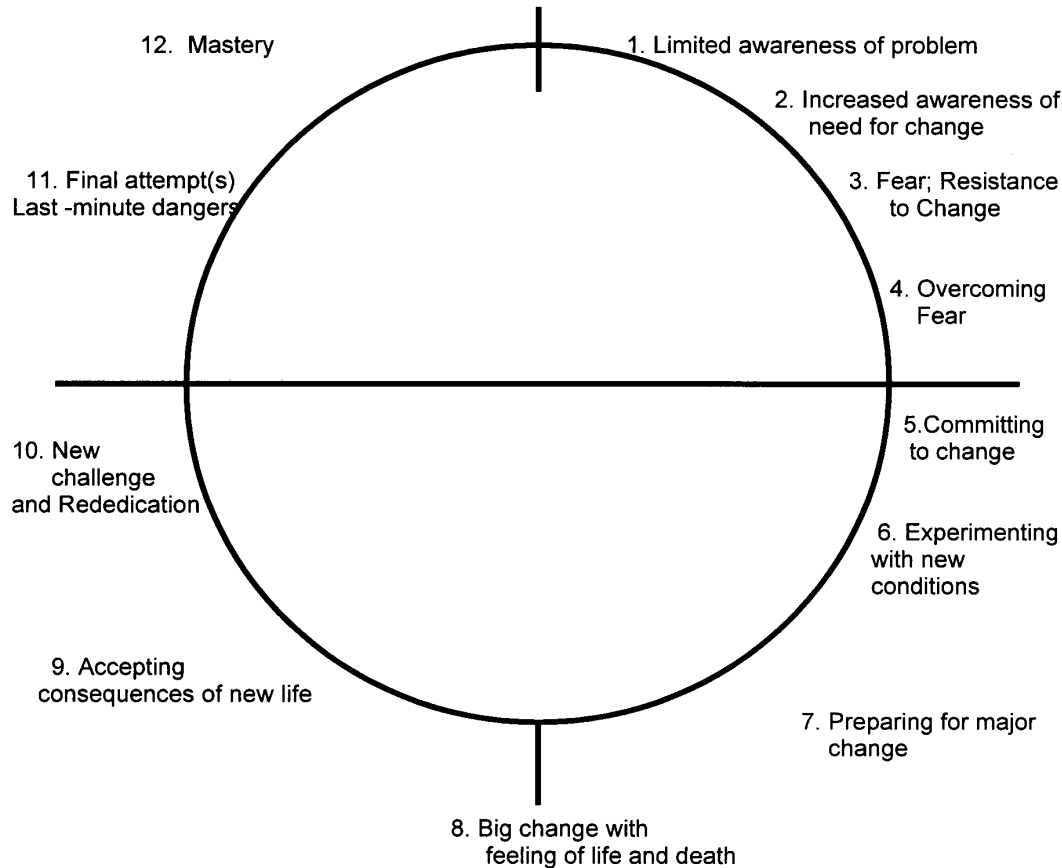 12. Mastery
1. Limited awareness of problem
2. Increased awareness of
need for change
3. Fear; Resistance
to Change
4. Overcoming
Fear
5.Committing
to change
6. Experimenting
with new
conditions
7. Preparing for major
change
8. Big change with
feeling of life and death
9. Accepting
consequences of new life
10. New
challenge
and Rededication
11. Final attempt(s)
Last -minute dangers